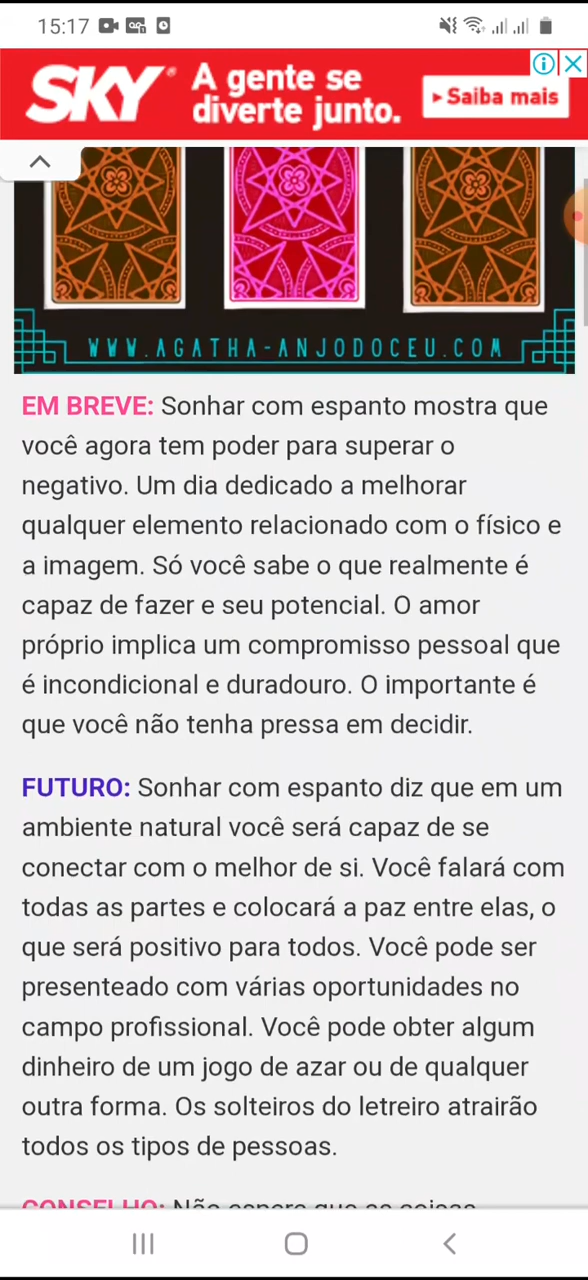 15:17
SKY
A gente se
diverte junto.
Saiba mais
WWW.AGATHA-ANJODOCEU.COM
EM BREVE: Sonhar com espanto mostra que
você agora tem poder para superar o
negativo. Um dia dedicado a melhorar
qualquer elemento relacionado com o físico e
a imagem. Só você sabe o que realmente é
capaz de fazer e seu potencial. O amor
próprio implica um compromisso pessoal que
é incondicional e duradouro. O importante é
que você não tenha pressa em decidir.
FUTURO: Sonhar com espanto diz que em um
ambiente natural você será capaz de se
conectar com o melhor de si. Você falará com
todas as partes e colocará a paz entre elas, o
que será positivo para todos. Você pode ser
presenteado com várias oportunidades no
campo profissional. Você pode obter algum
dinheiro de um jogo de azar ou de qualquer
outra forma. Os solteiros do letreiro atrairão
todos os tipos de pessoas.
CONSELHO: Não espere que as coisas